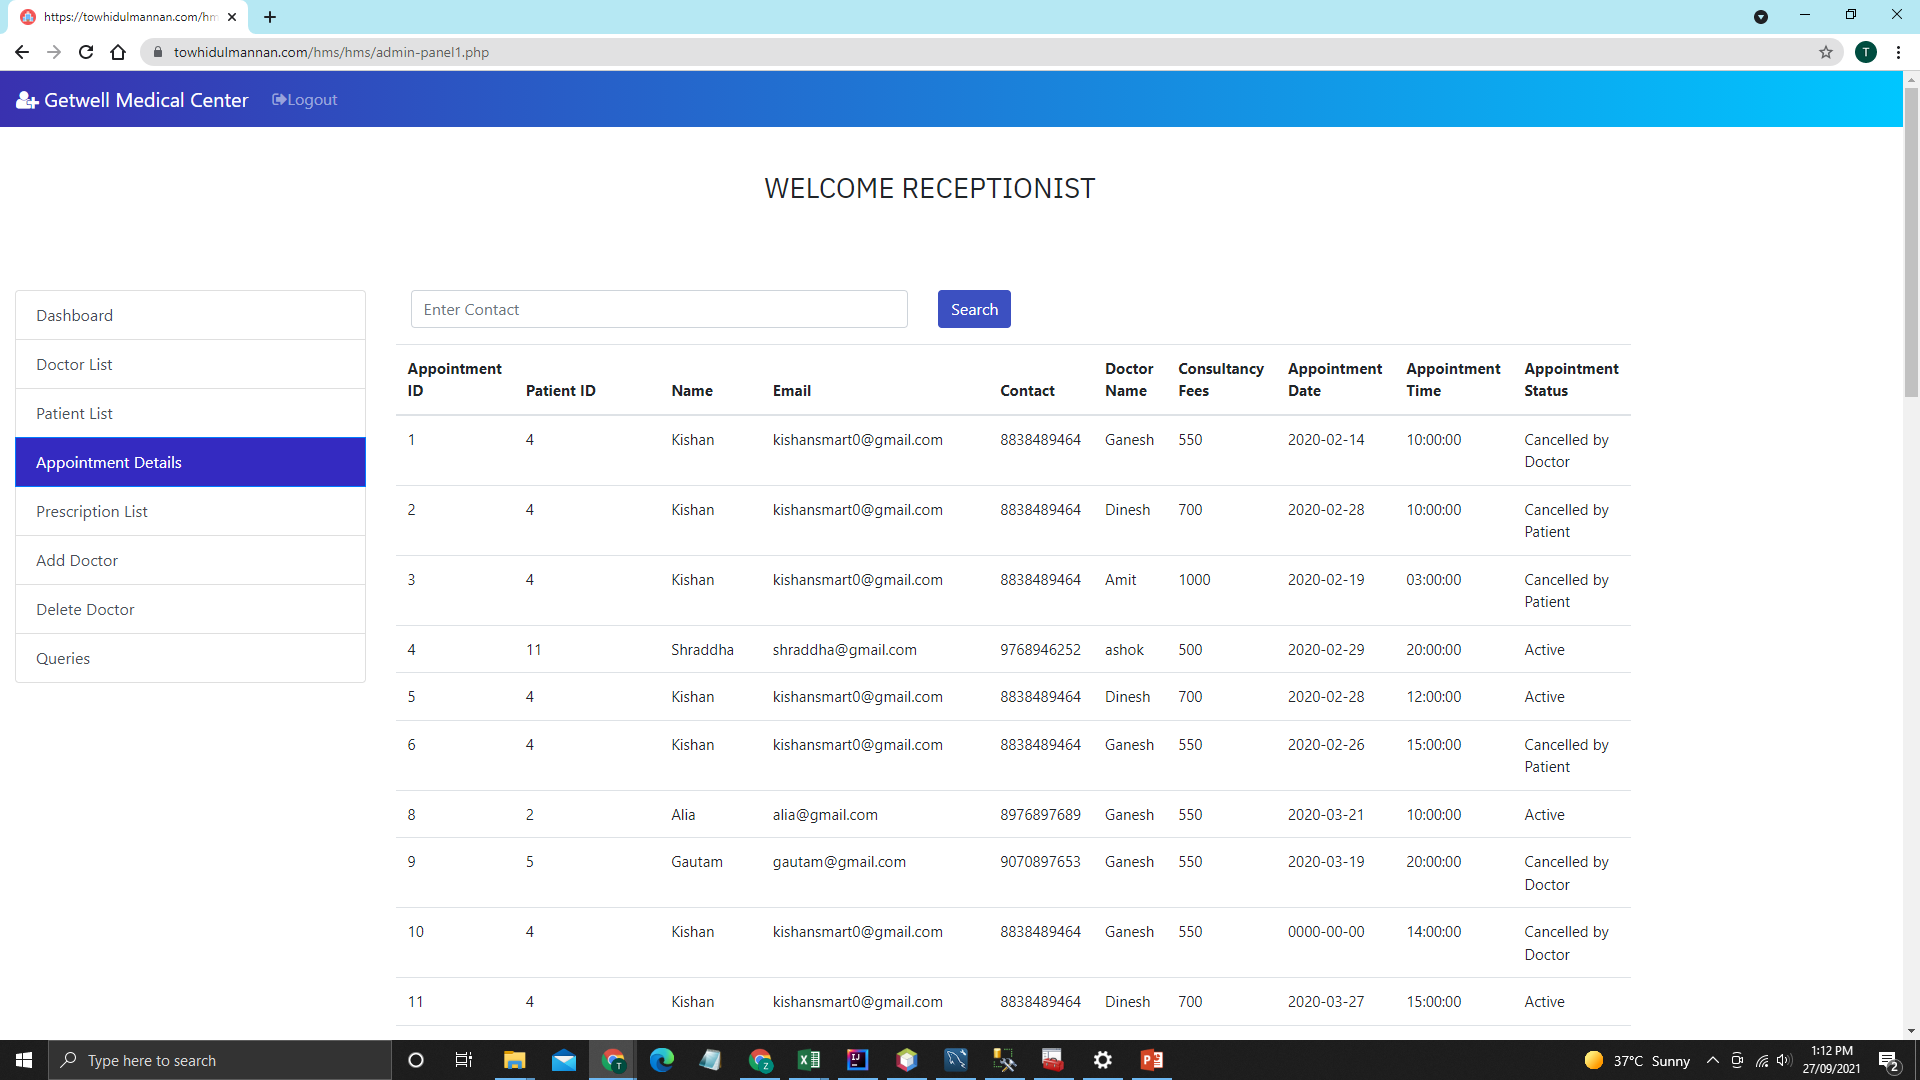 https://towhidulmannan.com/hm
towhidulmannan.com/hms/hms/admin-panel1.php
T
Getwell Medical Center Logout
WELCOME RECEPTIONIST
Dashboard
Doctor List
Patient List
Appointment Details
Prescription List
Add Doctor
Delete Doctor
Queries
Enter Contact Search
Appointment ID Patient ID Name Email Contact Doctor Name Consultancy Fees Appointment Date Appointment Time Appointment Status
1 4 Kishan kishansmart0@gmail.com 8838489464 Ganesh 550 2020-02-14 10:00:00 Cancelled by Doctor
2 4 Kishan kishansmart0@gmail.com 8838489464 Dinesh 700 2020-02-28 10:00:00 Cancelled by Patient
3 4 Kishan kishansmart0@gmail.com 8838489464 Amit 1000 2020-02-19 03:00:00 Cancelled by Patient
4 11 Shraddha shraddha@gmail.com 9768946252 ashok 500 2020-02-29 20:00:00 Active
5 4 Kishan kishansmart0@gmail.com 8838489464 Dinesh 700 2020-02-28 12:00:00 Active
6 4 Kishan kishansmart0@gmail.com 8838489464 Ganesh 550 2020-02-26 15:00:00 Cancelled by Patient
8 2 Alia alia@gmail.com 8976897689 Ganesh 550 2020-03-21 10:00:00 Active
9 5 Gautam gautam@gmail.com 9070897653 Ganesh 550 2020-03-19 20:00:00 Cancelled by Doctor
10 4 Kishan kishansmart0@gmail.com 8838489464 Ganesh 550 0000-00-00 14:00:00 Cancelled by Doctor
11 4 Kishan kishansmart0@gmail.com 8838489464 Dinesh 700 2020-03-27 15:00:00 Active
Type here to search
37°C Sunny
1:12 PM
27/09/2021
2